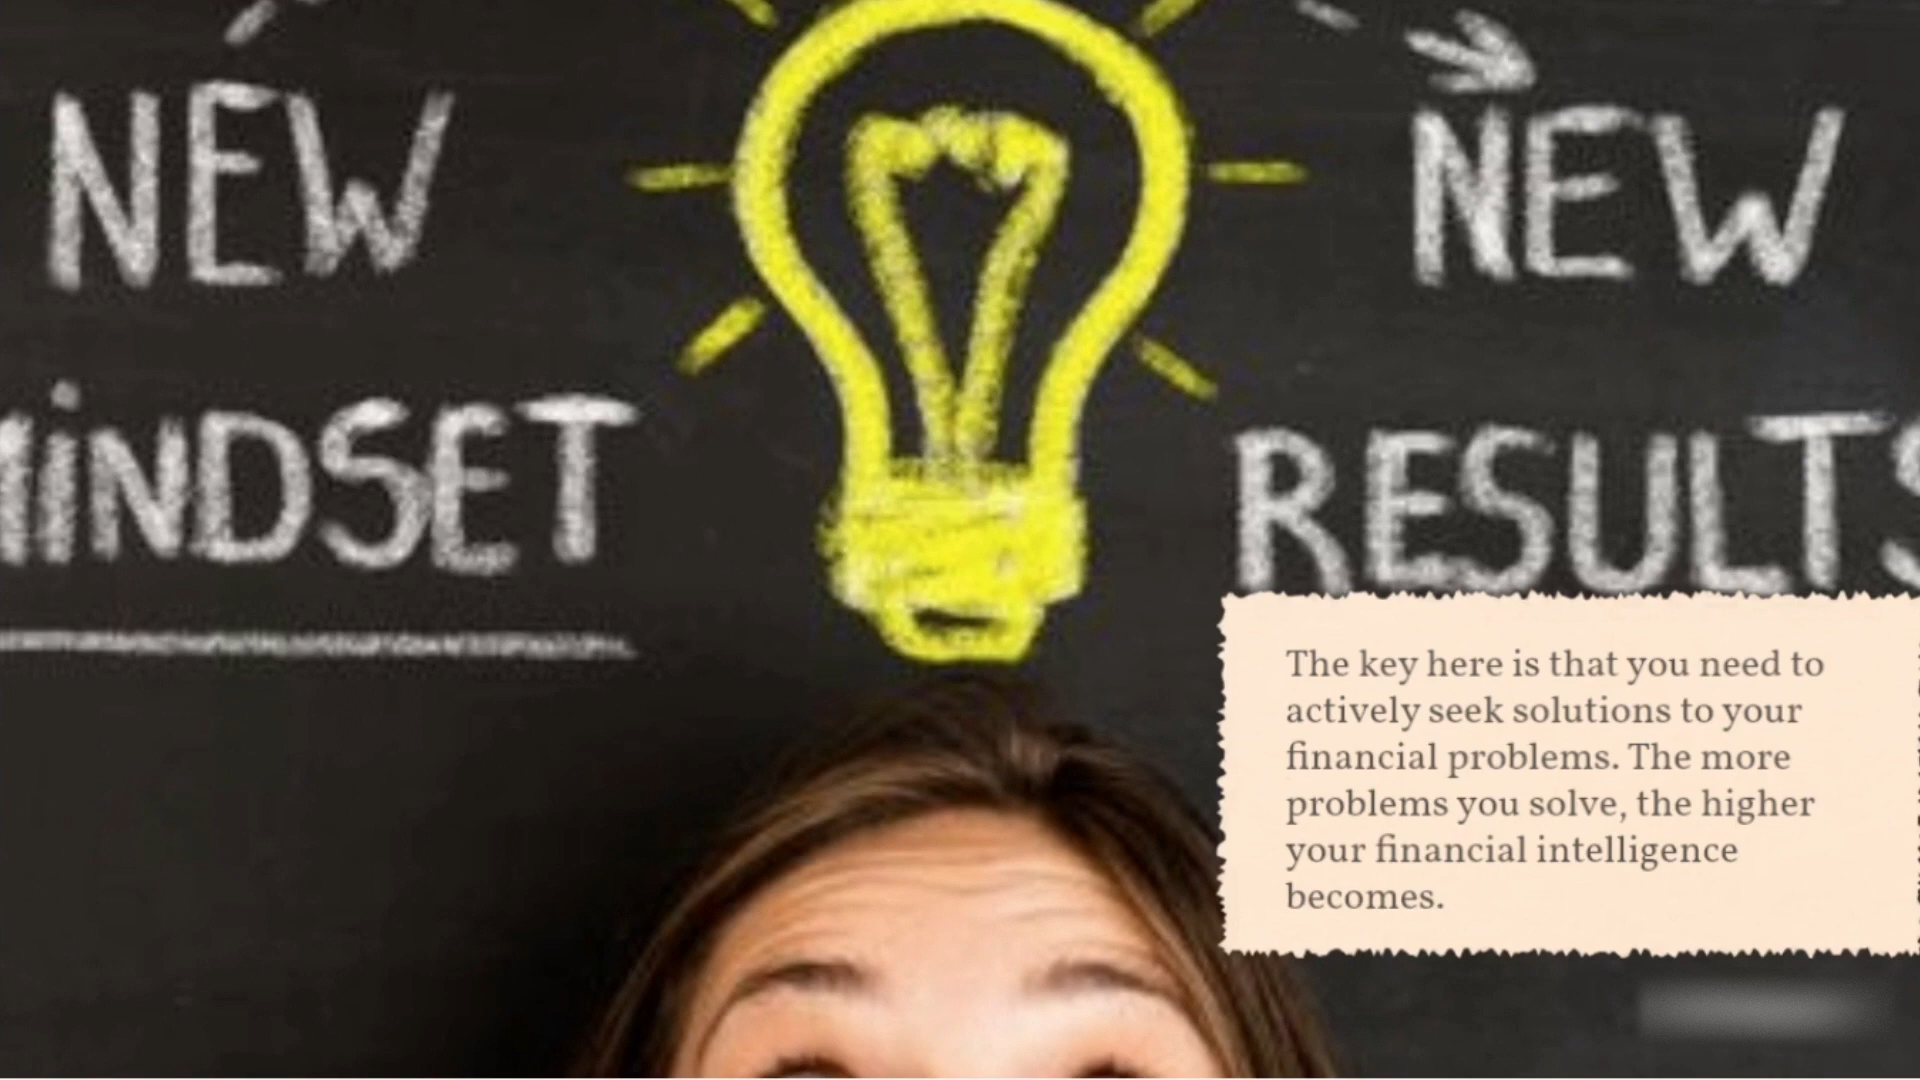 NEW
MiNDSET
NEW
RESULTS
The key here is that you need to
actively seek solutions to your
financial problems. The more
problems you solve, the higher
your financial intelligence
becomes.